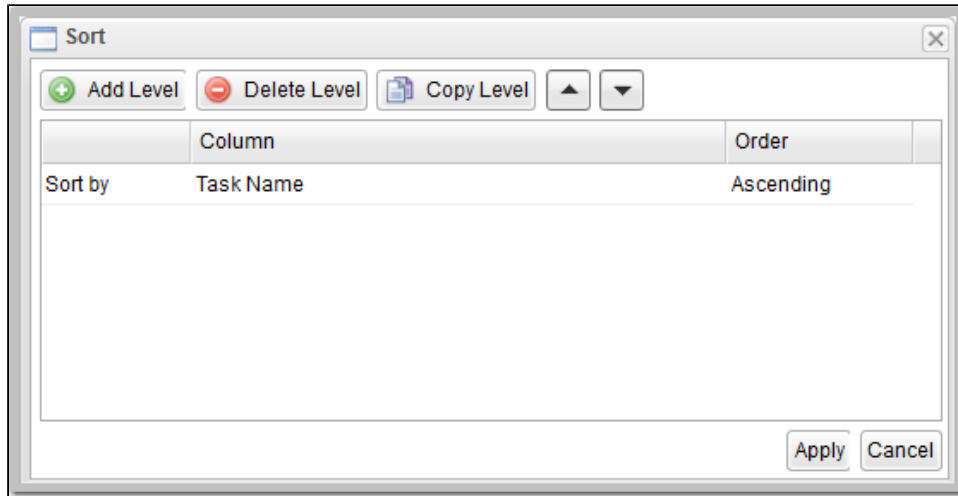 Sort
Add Level Delete Level Copy Level
Column Order
Sort by Task Name Ascending
Apply Cancel